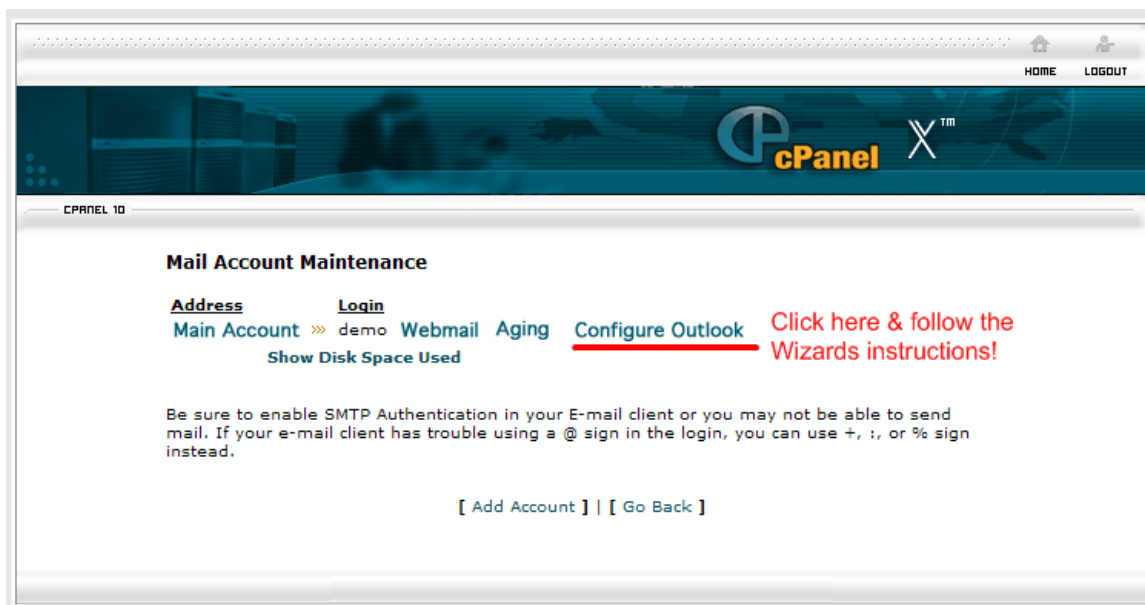 HOME LOGOUT
cPanel X™
CPANEL 10
Mail Account Maintenance
Address Login
Main Account »» demo Webmail Aging Configure Outlook
Show Disk Space Used
Click here & follow the
Wizards instructions!
Be sure to enable SMTP Authentication in your E-mail client or you may not be able to send
mail. If your e-mail client has trouble using a @ sign in the login, you can use +, :, or % sign
instead.
[ Add Account ] | [ Go Back ]